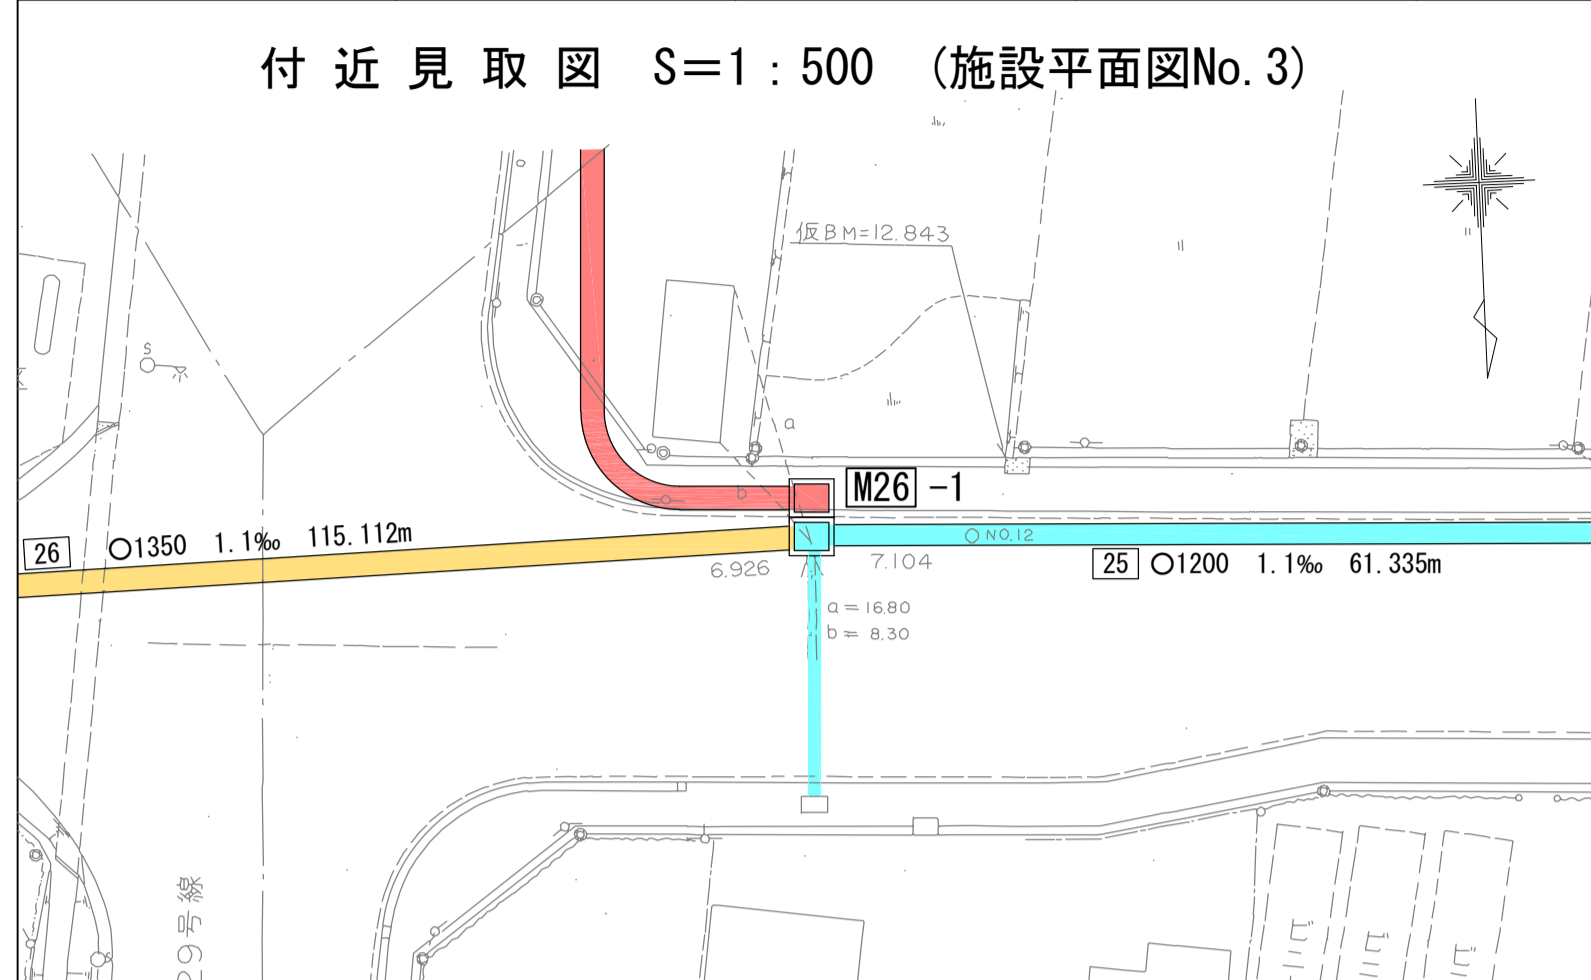 付近見取図 S=1:500 (施設平面図No.3)
仮BM=12.843
S
a
M26 -1
b
26 ○1350 1.1‰ 115.112m
NO.12
6.926
7.104
25 ○1200 1.1‰ 61.335m
a=16.80
b= 8.30
29号線